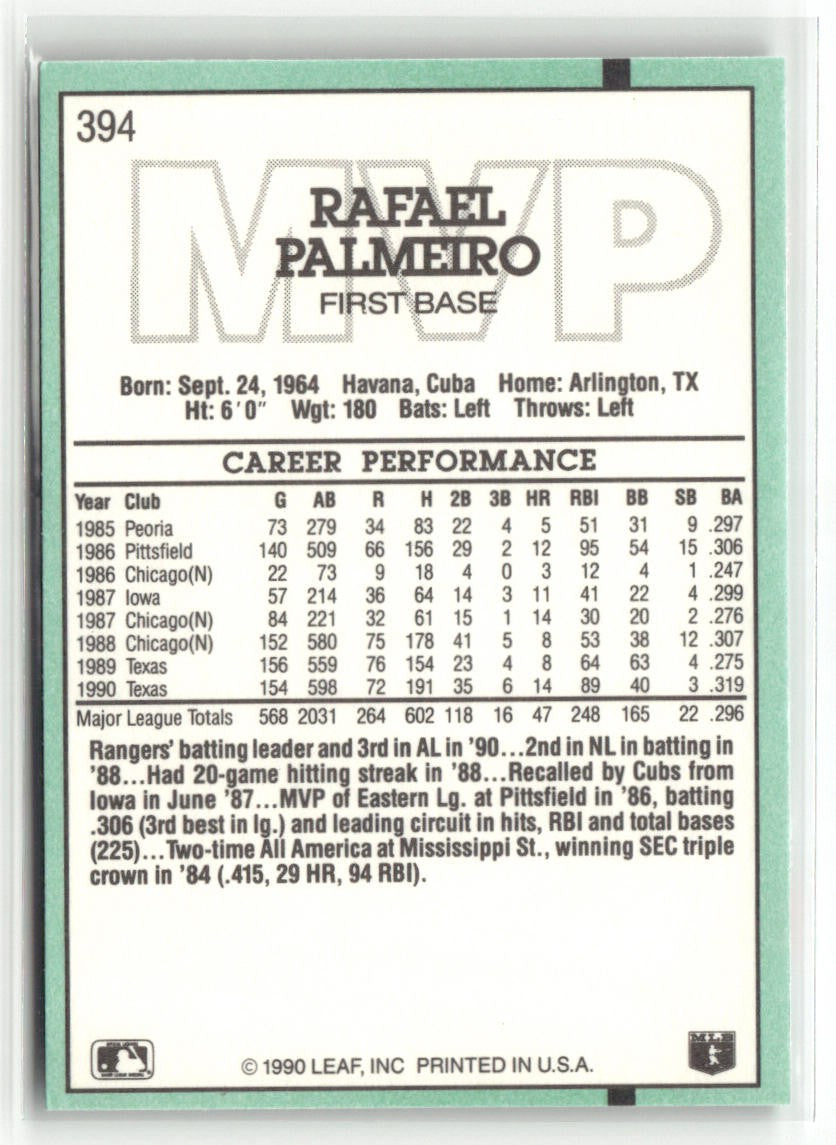 394
MVP
RAFAEL
PALMEIRO
FIRST BASE
Born: Sept. 24, 1964 Havana, Cuba Home: Arlington, TX
Ht: 6'0" Wgt: 180 Bats: Left Throws: Left
CAREER PERFORMANCE
Year Club G AB R H 2B 3B HR RBI BB SB BA
1985 Peoria 73 279 34 83 22 4 5 51 31 9 .297
1986 Pittsfield 140 509 66 156 29 2 12 95 54 15 .306
1986 Chicago(N) 22 73 9 18 4 0 3 12 4 1 .247
1987 Iowa 57 214 36 64 14 3 11 41 22 4 .299
1987 Chicago(N) 84 221 32 61 15 1 14 30 20 2 .276
1988 Chicago(N) 152 580 75 178 41 5 8 53 38 12 .307
1989 Texas 156 559 76 154 23 4 8 64 63 4 .275
1990 Texas 154 598 72 191 35 6 14 89 40 3 .319
Major League Totals 568 2031 264 602 118 16 47 248 165 22 .296
Rangers' batting leader and 3rd in AL in '90...2nd in NL in batting in
'88...Had 20-game hitting streak in '88...Recalled by Cubs from
Iowa in June '87...MVP of Eastern Lg. at Pittsfield in '86, batting
.306 (3rd best in lg.) and leading circuit in hits, RBI and total bases
(225)...Two-time All America at Mississippi St., winning SEC triple
crown in '84 (.415, 29 HR, 94 RBI).
MLB
© 1990 LEAF, INC PRINTED IN U.S.A.